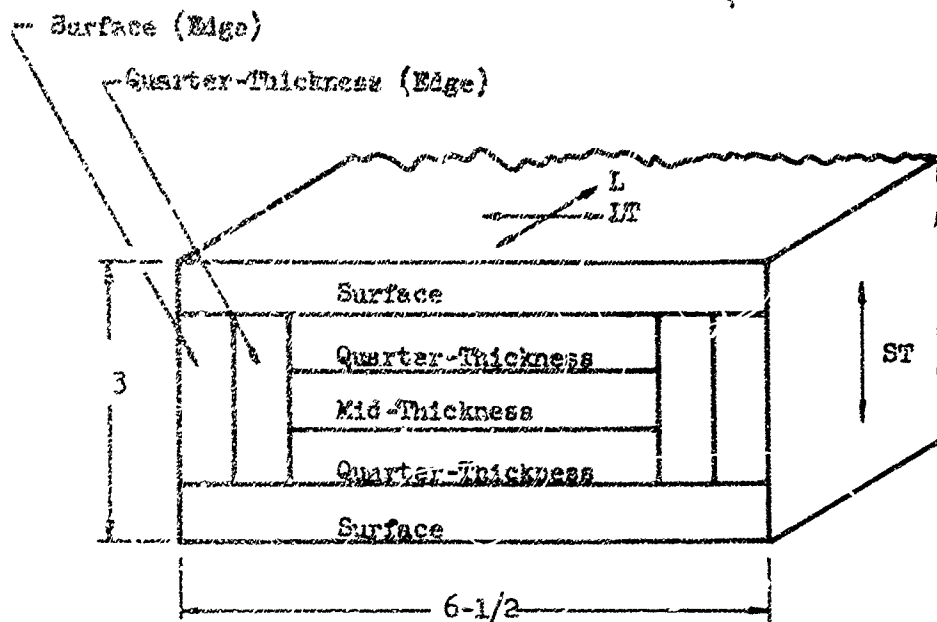 Surface (Edge)
Quarter-Thickness (Edge)
L
LT
Surface
Quarter-Thickness
Mid-Thickness
Quarter-Thickness
Surface
3
ST
6-1/2